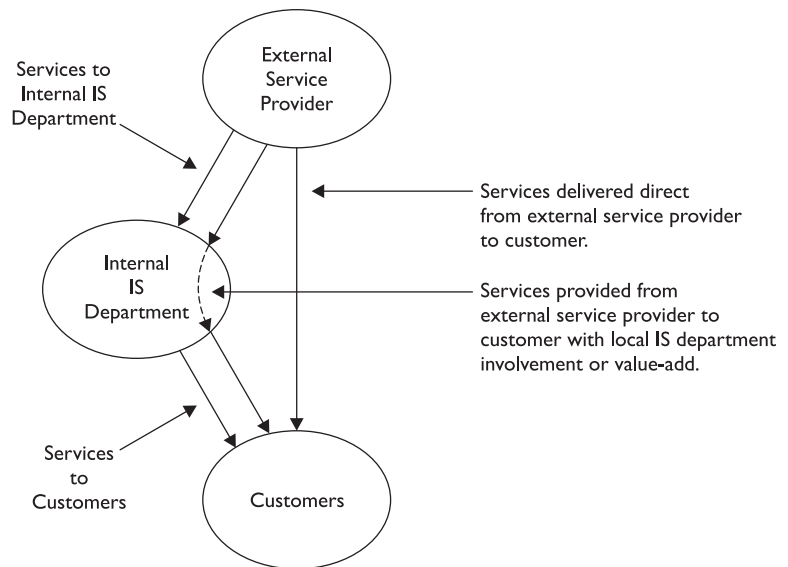 External
Service
Provider
Services to
Internal IS
Department
Services delivered direct
from external service provider
to customer.
Internal
IS
Department
Services provided from
external service provider to
customer with local IS department
involvement or value-add.
Services
to
Customers
Customers